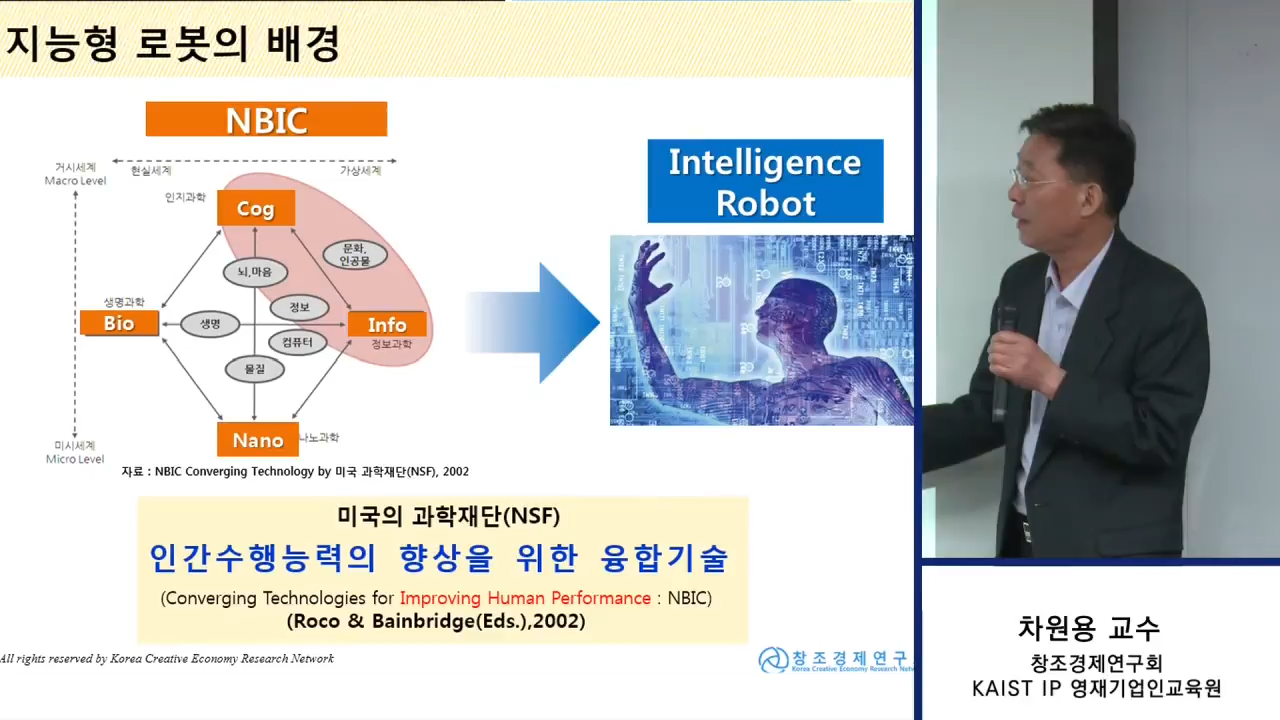 지능형 로봇의 배경
NBIC
거시세계
Macro Level
현실세계
가상세계
인지과학
Cog
문화,
인공물
뇌,마음
생명과학
Bio
생명
정보
Info
정보과학
컴퓨터
물질
Nano
나노과학
미시세계
Micro Level
자료 : NBIC Converging Technology by 미국 과학재단(NSF), 2002
Intelligence
Robot
미국의 과학재단(NSF)
인간수행능력의 향상을 위한 융합기술
(Converging Technologies for Improving Human Performance : NBIC)
(Roco & Bainbridge(Eds.),2002)
All rights reserved by Korea Creative Economy Research Network
창조경제연구
Korea Creative Economy Research Netw
차원용 교수
창조경제연구회
KAIST IP 영재기업인교육원